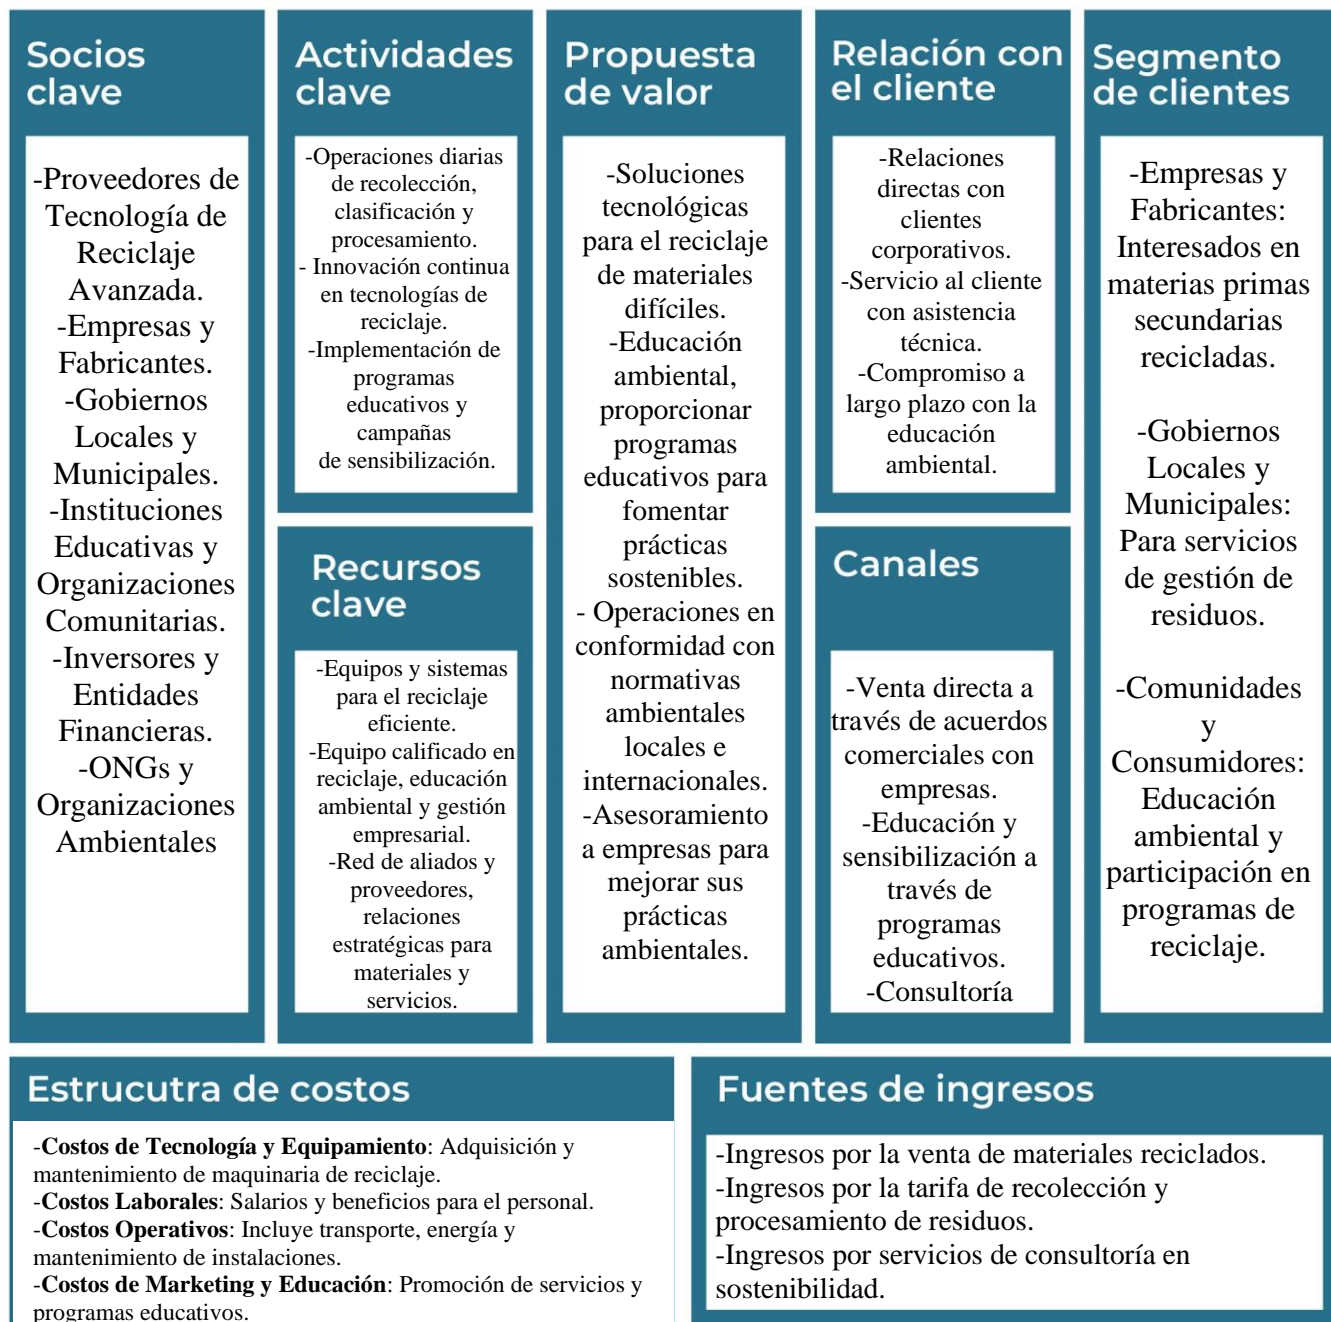 Socios
clave
-Proveedores de
Tecnología de
Reciclaje
Avanzada.
-Empresas y
Fabricantes.
-Gobiernos
Locales y
Municipales.
-Instituciones
Educativas y
Organizaciones
Comunitarias.
-Inversores y
Entidades
Financieras.
-ONGs y
Organizaciones
Ambientales
Actividades
clave
-Operaciones diarias
de recolección,
clasificación y
procesamiento.
- Innovación continua
en tecnologías de
reciclaje.
-Implementación de
programas
educativos y
campañas
de sensibilización.
Recursos
clave
-Equipos y sistemas
para el reciclaje
eficiente.
-Equipo calificado en
reciclaje, educación
ambiental y gestión
empresarial.
-Red de aliados y
proveedores,
relaciones
estratégicas para
materiales y
servicios.
Propuesta
de valor
-Soluciones
tecnológicas
para el reciclaje
de materiales
difíciles.
-Educación
ambiental,
proporcionar
programas
educativos para
fomentar
prácticas
sostenibles.
- Operaciones en
conformidad con
normativas
ambientales
locales e
internacionales.
-Asesoramiento
a empresas para
mejorar sus
prácticas
ambientales.
Relación con
el cliente
-Relaciones
directas con
clientes
corporativos.
-Servicio al cliente
con asistencia
técnica.
-Compromiso a
largo plazo con la
educación
ambiental.
Canales
-Venta directa a
través de acuerdos
comerciales con
empresas.
-Educación y
sensibilización a
través de
programas
educativos.
-Consultoría
Segmento
de clientes
-Empresas y
Fabricantes:
Interesados en
materias primas
secundarias
recicladas.
-Gobiernos
Locales y
Municipales:
Para servicios
de gestión de
residuos.
-Comunidades
y
Consumidores:
Educación
ambiental y
participación en
programas de
reciclaje.
Estrucutra de costos
-Costos de Tecnología y Equipamiento: Adquisición y
mantenimiento de maquinaria de reciclaje.
-Costos Laborales: Salarios y beneficios para el personal.
-Costos Operativos: Incluye transporte, energía y
mantenimiento de instalaciones.
-Costos de Marketing y Educación: Promoción de servicios y
programas educativos.
Fuentes de ingresos
-Ingresos por la venta de materiales reciclados.
-Ingresos por la tarifa de recolección y
procesamiento de residuos.
-Ingresos por servicios de consultoría en
sostenibilidad.